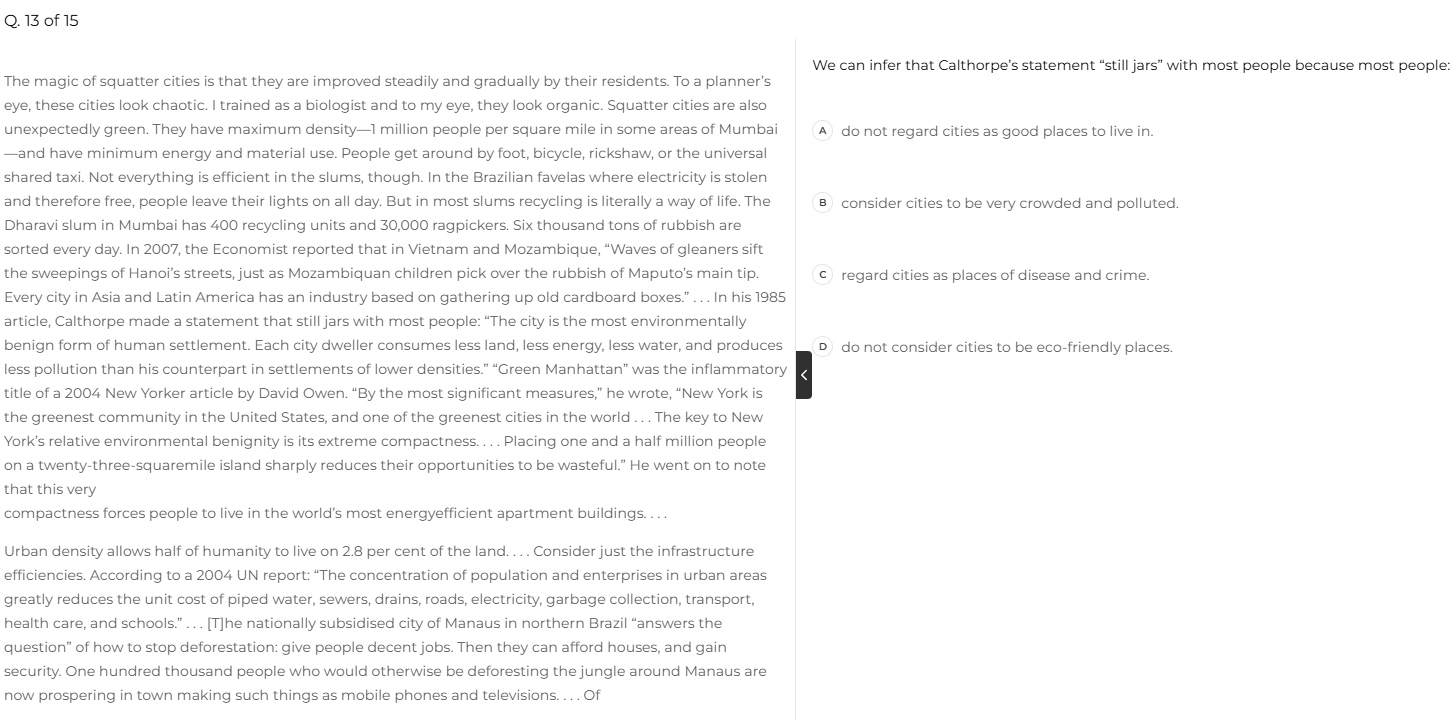 Q. 13 of 15
The magic of squatter cities is that they are improved steadily and gradually by their residents. To a planner’s
eye, these cities look chaotic. I trained as a biologist and to my eye, they look organic. Squatter cities are also
unexpectedly green. They have maximum density—1 million people per square mile in some areas of Mumbai
—and have minimum energy and material use. People get around by foot, bicycle, rickshaw, or the universal
shared taxi. Not everything is efficient in the slums, though. In the Brazilian favelas where electricity is stolen
and therefore free, people leave their lights on all day. But in most slums recycling is literally a way of life. The
Dharavi slum in Mumbai has 400 recycling units and 30,000 ragpickers. Six thousand tons of rubbish are
sorted every day. In 2007, the Economist reported that in Vietnam and Mozambique, “Waves of gleaners sift
the sweepings of Hanoi’s streets, just as Mozambiquan children pick over the rubbish of Maputo’s main tip.
Every city in Asia and Latin America has an industry based on gathering up old cardboard boxes.” . . . In his 1985
article, Calthorpe made a statement that still jars with most people: “The city is the most environmentally
benign form of human settlement. Each city dweller consumes less land, less energy, less water, and produces
less pollution than his counterpart in settlements of lower densities.” “Green Manhattan” was the inflammatory
title of a 2004 New Yorker article by David Owen. “By the most significant measures,” he wrote, “New York is
the greenest community in the United States, and one of the greenest cities in the world . . . The key to New
York’s relative environmental benignity is its extreme compactness. . . . Placing one and a half million people
on a twenty-three-squaremile island sharply reduces their opportunities to be wasteful.” He went on to note
that this very
compactness forces people to live in the world’s most energyefficient apartment buildings. . . .
Urban density allows half of humanity to live on 2.8 per cent of the land. . . . Consider just the infrastructure
efficiencies. According to a 2004 UN report: “The concentration of population and enterprises in urban areas
greatly reduces the unit cost of piped water, sewers, drains, roads, electricity, garbage collection, transport,
health care, and schools.” . . . [T]he nationally subsidised city of Manaus in northern Brazil “answers the
question” of how to stop deforestation: give people decent jobs. Then they can afford houses, and gain
security. One hundred thousand people who would otherwise be deforesting the jungle around Manaus are
now prospering in town making such things as mobile phones and televisions. . . . Of
We can infer that Calthorpe’s statement “still jars” with most people because most people:
A do not regard cities as good places to live in.
B consider cities to be very crowded and polluted.
C regard cities as places of disease and crime.
D do not consider cities to be eco-friendly places.